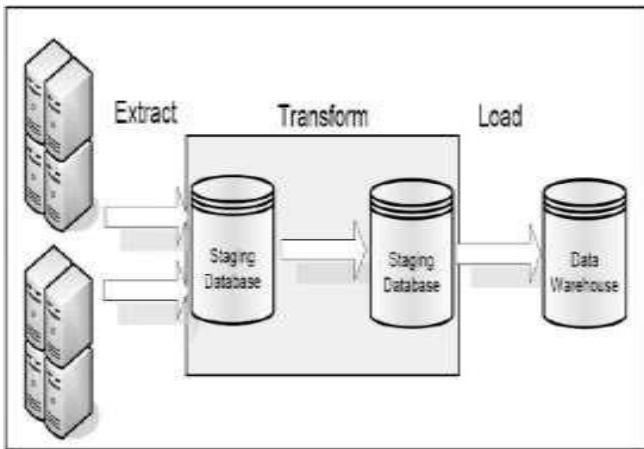 Extract
Transform
Load
Staging
Database
Staging
Database
Data
Warehouse